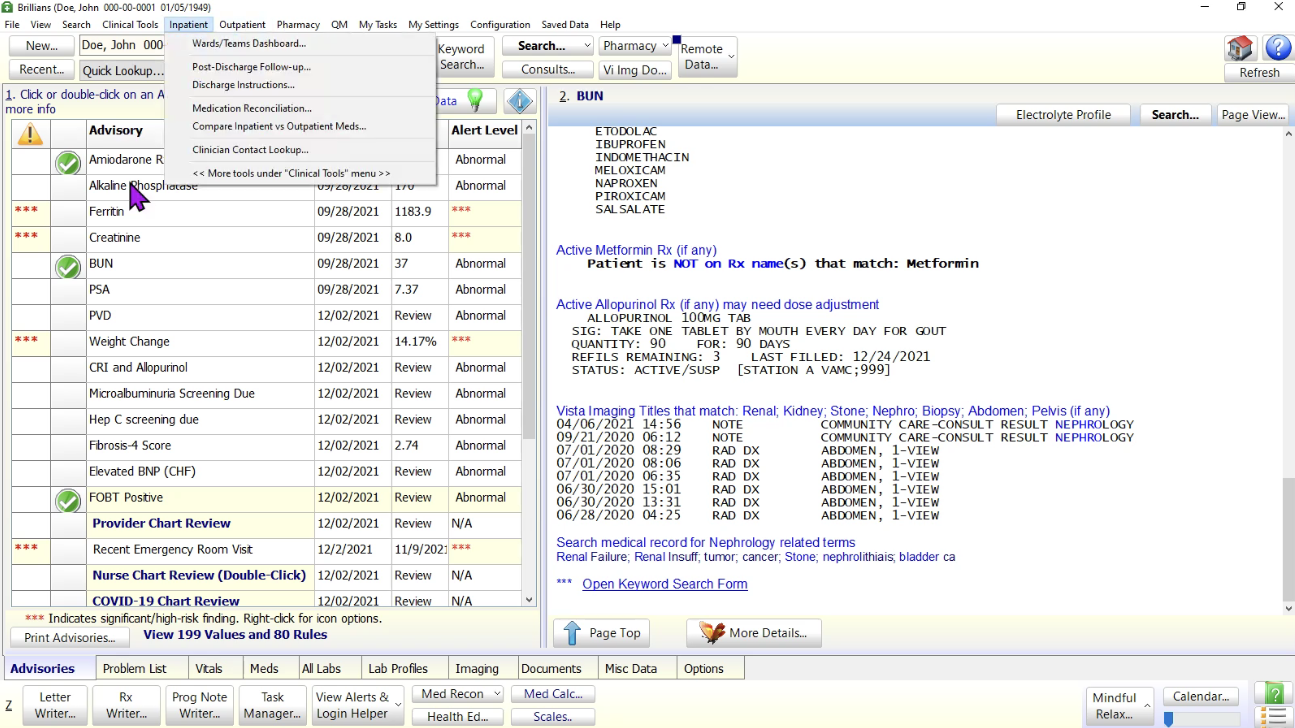 Brillians (Doe, John 000-00-0001 01/05/1949)
File View Search Clinical Tools Inpatient Outpatient Pharmacy QM My Tasks My Settings Configuration Saved Data Help
New... Doe, John 000- Keyword Search... Search... Pharmacy Remote Data...
Recent... Quick Lookup... Consults... Vi Img Do... Refresh
Wards/Teams Dashboard...
Post-Discharge Follow-up...
Discharge Instructions...
Medication Reconciliation...
Compare Inpatient vs Outpatient Meds...
Clinician Contact Lookup...
<< More tools under "Clinical Tools" menu >>
1. Click or double-click on an A
more info
Data
Advisory Alert Level
Amiodarone R Abnormal
Alkaline Phosphatase 09/28/2021 170 Abnormal
*** Ferritin 09/28/2021 1183.9 ***
*** Creatinine 09/28/2021 8.0 ***
BUN 09/28/2021 37 Abnormal
PSA 09/28/2021 7.37 Abnormal
PVD 12/02/2021 Review Abnormal
*** Weight Change 12/02/2021 14.17% ***
CRI and Allopurinol 12/02/2021 Review Abnormal
Microalbuminuria Screening Due 12/02/2021 Review Abnormal
Hep C screening due 12/02/2021 Review Abnormal
Fibrosis-4 Score 12/02/2021 2.74 Abnormal
Elevated BNP (CHF) 12/02/2021 Review Abnormal
FOBT Positive 12/02/2021 Review Abnormal
Provider Chart Review 12/02/2021 Review N/A
*** Recent Emergency Room Visit 12/2/2021 11/9/2021 ***
Nurse Chart Review (Double-Click) 12/02/2021 Review N/A
COVID-19 Chart Review 12/02/2021 Review N/A
*** Indicates significant/high-risk finding. Right-click for icon options.
Print Advisories... View 199 Values and 80 Rules
2. BUN
Electrolyte Profile Search... Page View...
ETODOLAC
IBUPROFEN
INDOMETHACIN
MELOXICAM
NAPROXEN
PIROXICAM
SALSALATE
Active Metformin Rx (if any)
Patient is NOT on Rx name(s) that match: Metformin
Active Allopurinol Rx (if any) may need dose adjustment
ALLOPURINOL 100MG TAB
SIG: TAKE ONE TABLET BY MOUTH EVERY DAY FOR GOUT
QUANTITY: 90 FOR: 90 DAYS
REFILS REMAINING: 3 LAST FILLED: 12/24/2021
STATUS: ACTIVE/SUSP [STATION A VAMC;999]
Vista Imaging Titles that match: Renal; Kidney; Stone; Nephro; Biopsy; Abdomen; Pelvis (if any)
04/06/2021 14:56 NOTE COMMUNITY CARE-CONSULT RESULT NEPHROLOGY
09/21/2020 06:12 NOTE COMMUNITY CARE-CONSULT RESULT NEPHROLOGY
07/01/2020 08:29 RAD DX ABDOMEN, 1-VIEW
07/01/2020 08:06 RAD DX ABDOMEN, 1-VIEW
07/01/2020 06:35 RAD DX ABDOMEN, 1-VIEW
06/30/2020 15:01 RAD DX ABDOMEN, 1-VIEW
06/30/2020 13:31 RAD DX ABDOMEN, 1-VIEW
06/28/2020 04:25 RAD DX ABDOMEN, 1-VIEW
Search medical record for Nephrology related terms
Renal Failure; Renal Insuff; tumor; cancer; Stone; nephrolithiais; bladder ca
*** Open Keyword Search Form
Page Top More Details...
Advisories Problem List Vitals Meds All Labs Lab Profiles Imaging Documents Misc Data Options
Z Letter Writer... Rx Writer... Prog Note Writer... Task Manager... View Alerts & Login Helper Med Recon Med Calc... Mindful Relax... Calendar...
Health Ed... Scales..